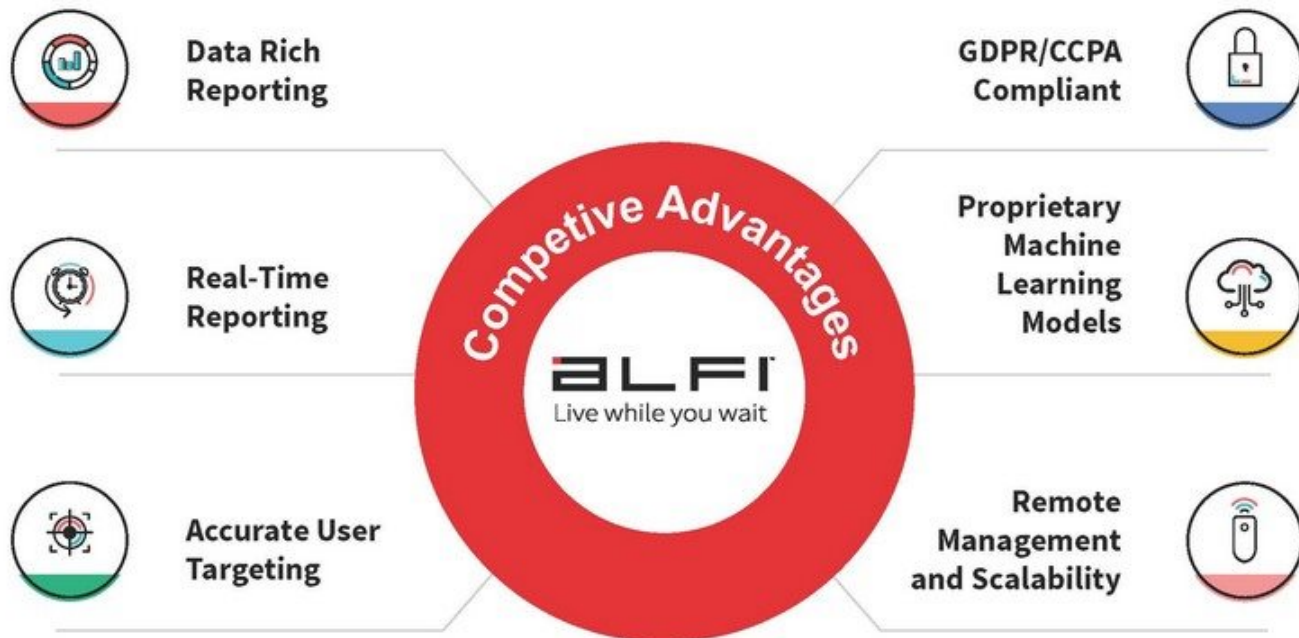 Data Rich
Reporting
Real-Time
Reporting
Accurate User
Targeting
Competive Advantages
ALFI
Live while you wait
GDPR/CCPA
Compliant
Proprietary
Machine
Learning
Models
Remote
Management
and Scalability